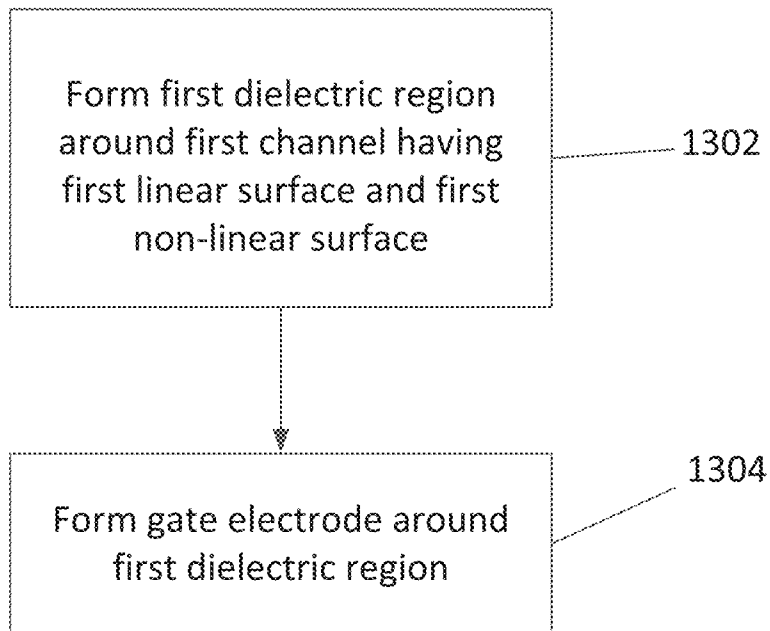 Form first dielectric region
around first channel having
first linear surface and first
non-linear surface
1302
Form gate electrode around
first dielectric region
1304